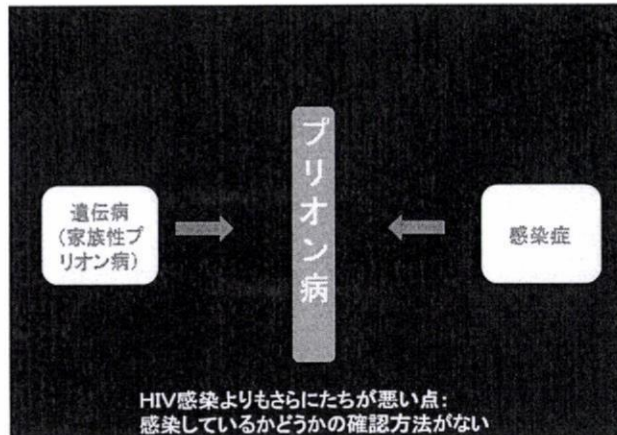 プリオン病
遺伝病
(家族性プ
リオン病)
感染症
HIV感染よりもさらにたちが悪い点:
感染しているかどうかの確認方法がない